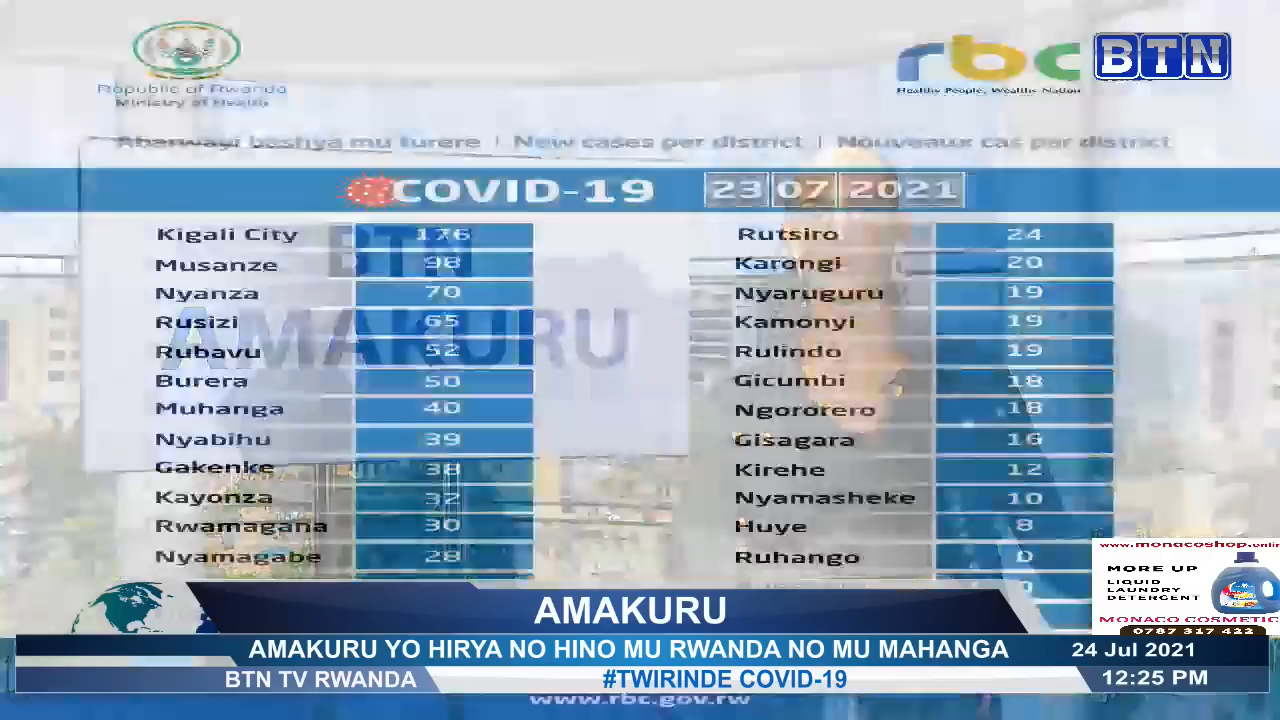 rbc
BTN
Republic of Rwanda
Ministry of Health
Healthy People, Wealthy Nation
Abarwayi bashya mu turere | New cases per district | Nouveaux cas par district
COVID-19 23 07 2021
Kigali City 176 Rutsiro 24
Musanze 98 Karongi 20
Nyanza 70 Nyaruguru 19
Rusizi 65 Kamonyi 19
Rubavu 52 Rulindo 19
Burera 50 Gicumbi 18
Muhanga 40 Ngororero 18
Nyabihu 39 Gisagara 16
Gakenke 38 Kirehe 12
Kayonza 32 Nyamasheke 10
Rwamagana 30 Huye 8
Nyamagabe 28 Ruhango
BTN
AMAKURU
www.monacoshop.online
MORE UP
LIQUID
LAUNDRY
DETERGENT
MONACO COSMETIC
0787 317 422
AMAKURU
AMAKURU YO HIRYA NO HINO MU RWANDA NO MU MAHANGA 24 Jul 2021
BTN TV RWANDA #TWIRINDE COVID-19 12:25 PM
www.rbc.gov.rw